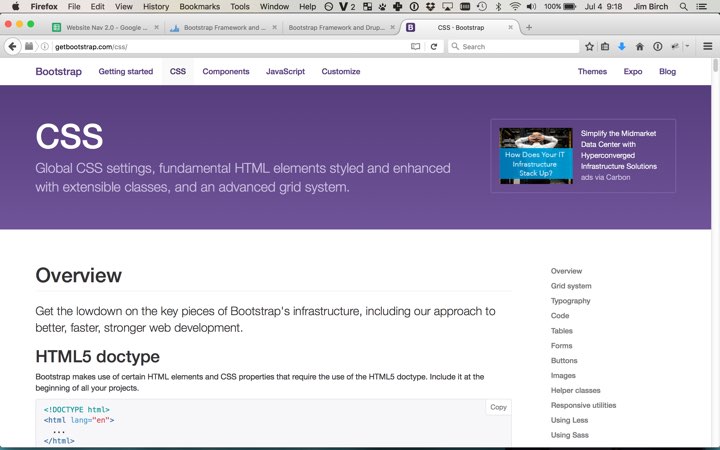 Firefox File Edit View History Bookmarks Tools Window Help V 2 100% Jul 4 9:18 Jim Birch
Website Nav 2.0 – Google ... Bootstrap Framework and ... Bootstrap Framework and Drup... CSS · Bootstrap
getbootstrap.com/css/ Search
Bootstrap Getting started CSS Components JavaScript Customize Themes Expo Blog
CSS
Global CSS settings, fundamental HTML elements styled and enhanced
with extensible classes, and an advanced grid system.
How Does Your IT
Infrastructure
Stack Up?
Simplify the Midmarket
Data Center with
Hyperconverged
Infrastructure Solutions
ads via Carbon
Overview
Get the lowdown on the key pieces of Bootstrap's infrastructure, including our approach to
better, faster, stronger web development.
HTML5 doctype
Bootstrap makes use of certain HTML elements and CSS properties that require the use of the HTML5 doctype. Include it at the
beginning of all your projects.
Copy
<!DOCTYPE html>
<html lang="en">
...
</html>
Overview
Grid system
Typography
Code
Tables
Forms
Buttons
Images
Helper classes
Responsive utilities
Using Less
Using Sass